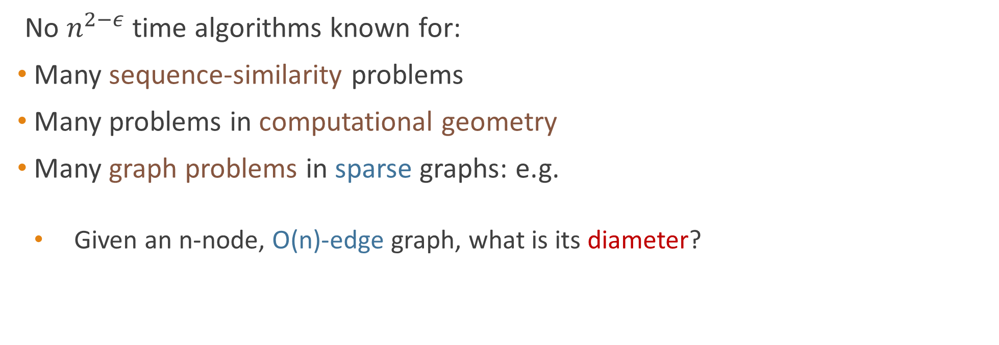 No $n^{2-\epsilon}$ time algorithms known for:
• Many sequence-similarity problems
• Many problems in computational geometry
• Many graph problems in sparse graphs: e.g.
• Given an n-node, O(n)-edge graph, what is its diameter?